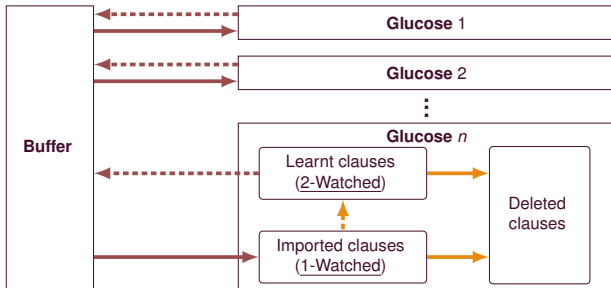 Glucose 1
Glucose 2
Buffer
Glucose n
Learnt clauses
(2-Watched)
Deleted
clauses
Imported clauses
(1-Watched)